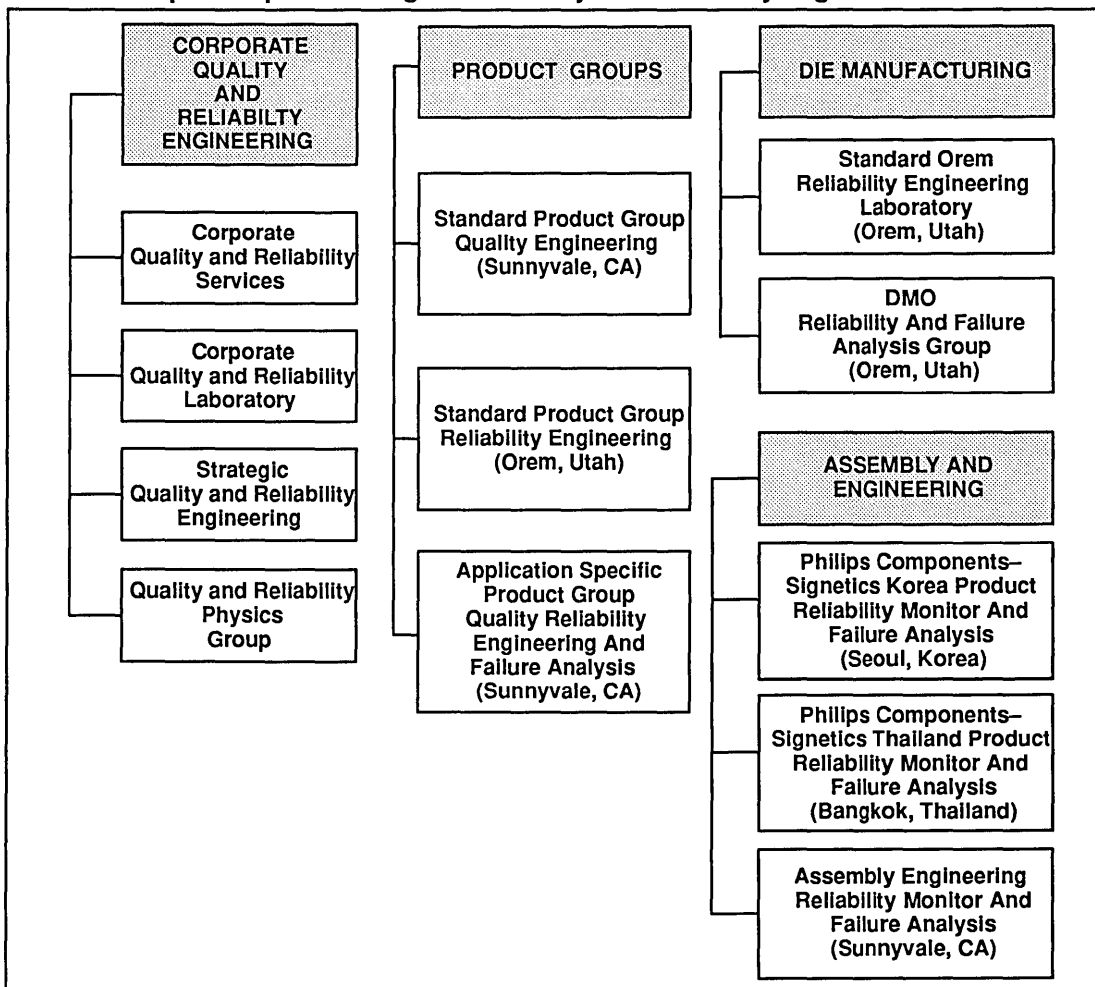 CORPORATE
QUALITY
AND
RELIABILTY
ENGINEERING
Corporate
Quality and Reliability
Services
Corporate
Quality and Reliability
Laboratory
Strategic
Quality and Reliability
Engineering
Quality and Reliability
Physics
Group
PRODUCT GROUPS
Standard Product Group
Quality Engineering
(Sunnyvale, CA)
Standard Product Group
Reliability Engineering
(Orem, Utah)
Application Specific
Product Group
Quality Reliability
Engineering And
Failure Analysis
(Sunnyvale, CA)
DIE MANUFACTURING
Standard Orem
Reliability Engineering
Laboratory
(Orem, Utah)
DMO
Reliability And Failure
Analysis Group
(Orem, Utah)
ASSEMBLY AND
ENGINEERING
Philips Components–
Signetics Korea Product
Reliability Monitor And
Failure Analysis
(Seoul, Korea)
Philips Components–
Signetics Thailand Product
Reliability Monitor And
Failure Analysis
(Bangkok, Thailand)
Assembly Engineering
Reliability Monitor And
Failure Analysis
(Sunnyvale, CA)